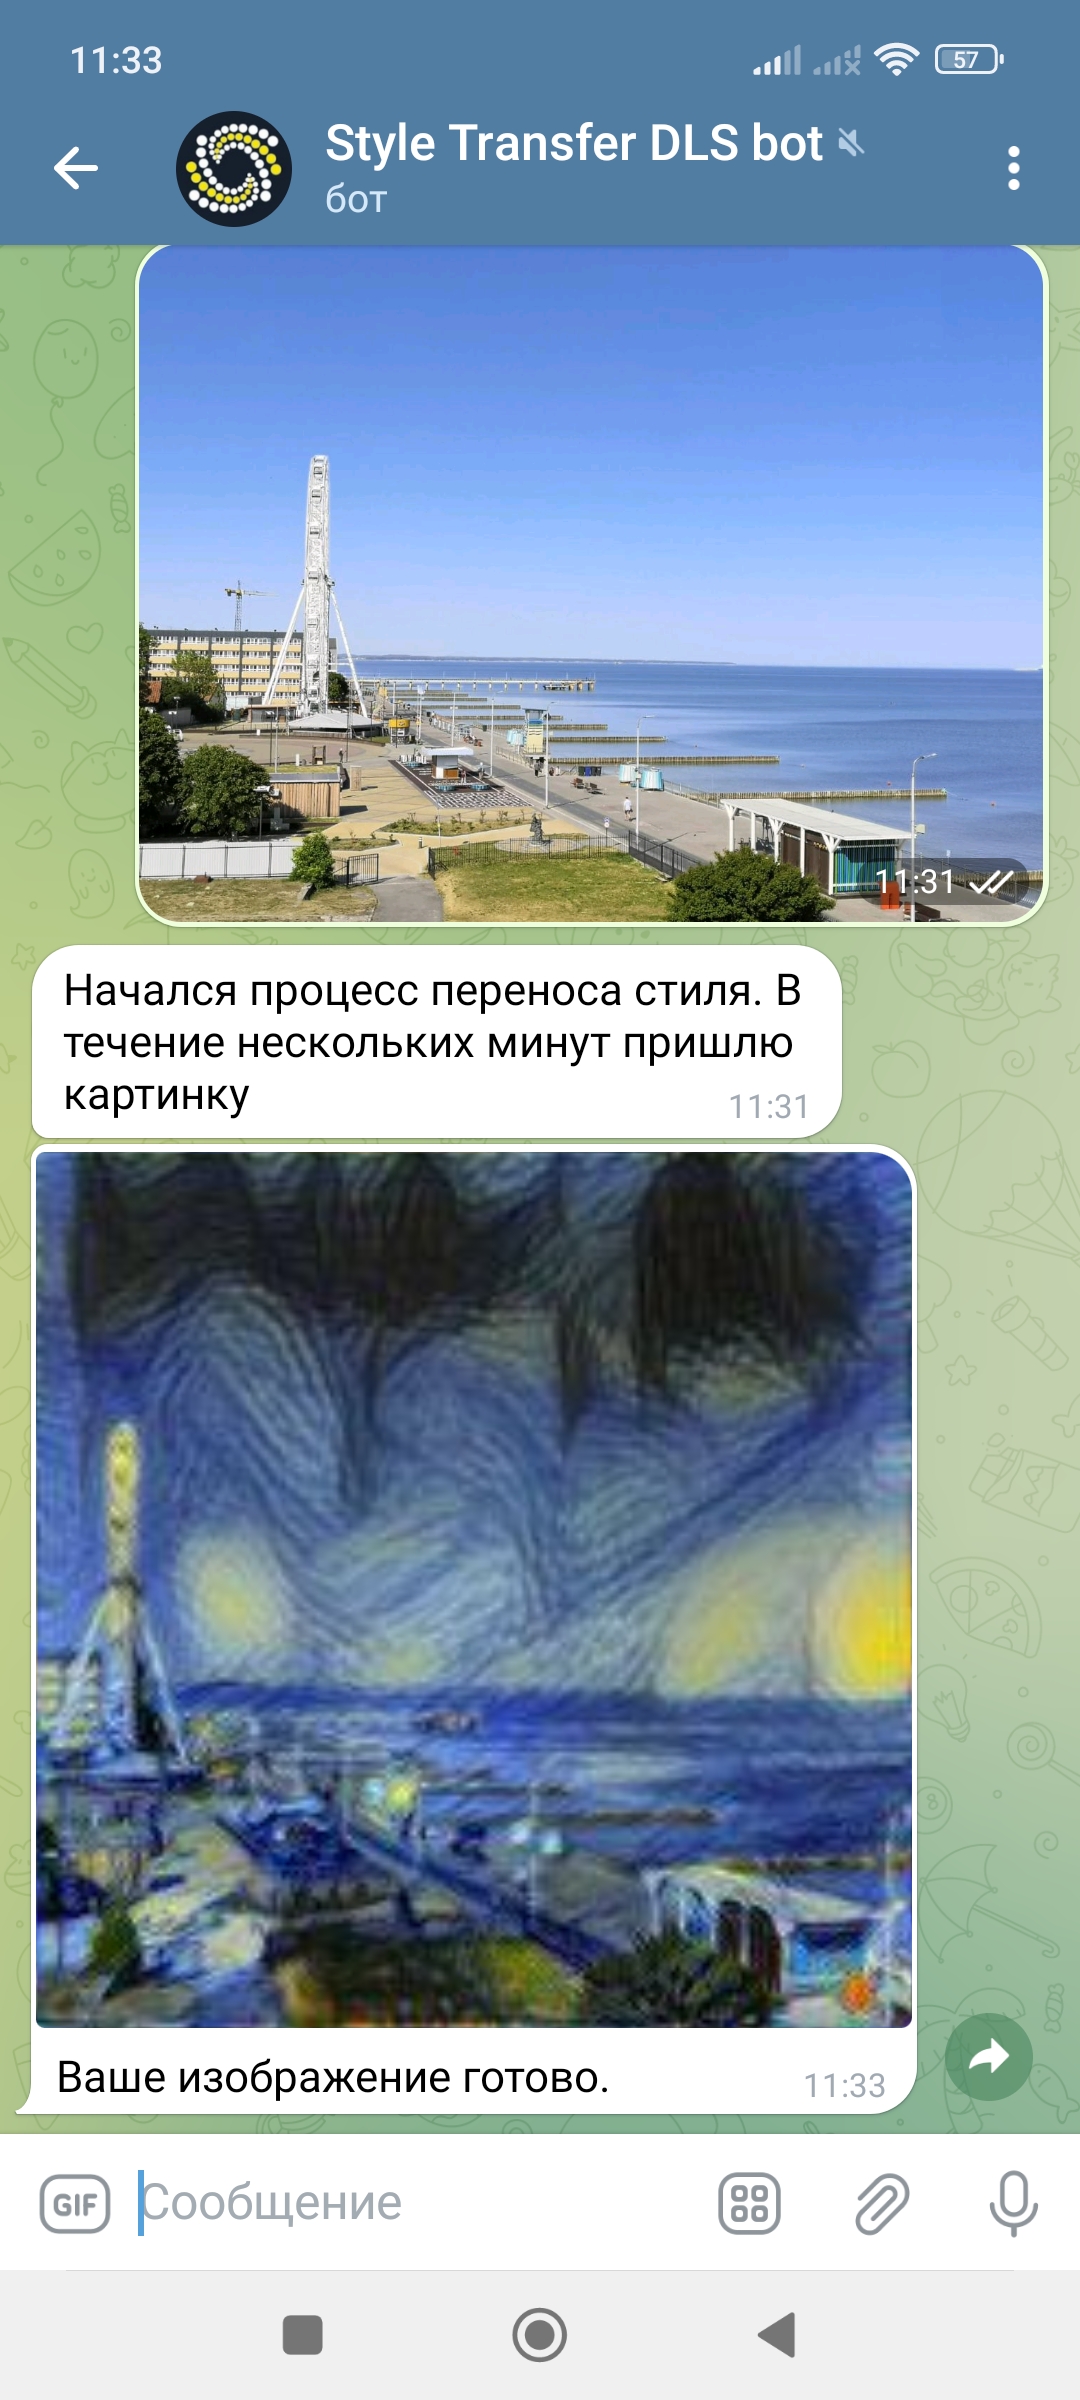 11:33
57
Style Transfer DLS bot
бот
11:31
Начался процесс переноса стиля. В
течение нескольких минут пришлю
картинку
11:31
Ваше изображение готово.
11:33
GIF
Сообщение